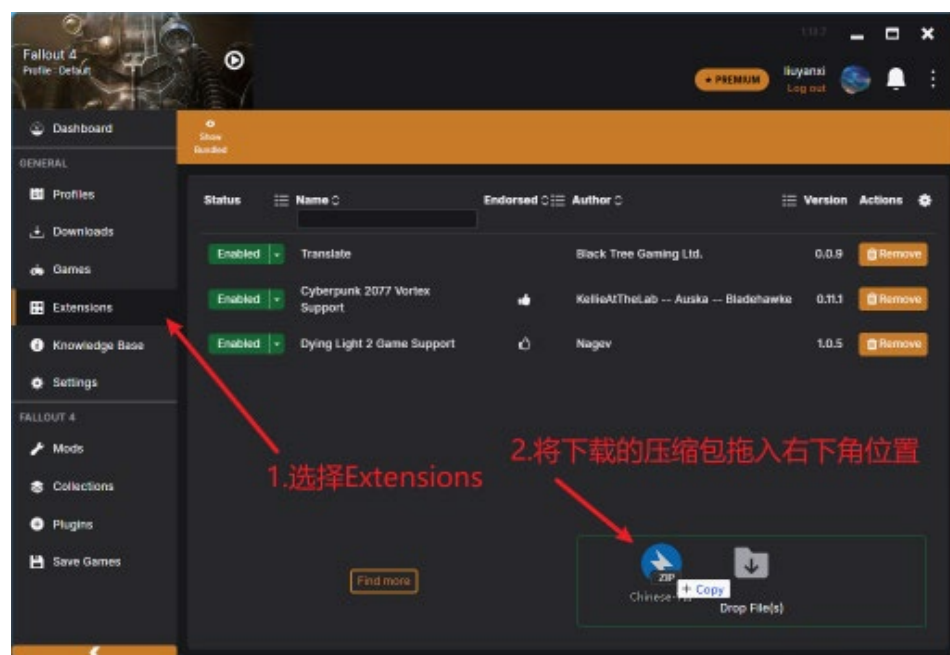 Fallout 4
Profile : Default
PREMIUM
liuyanxi
Log out
Dashboard
Show
Bundled
GENERAL
Profiles
Downloads
Games
Extensions
Knowledge Base
Settings
FALLOUT 4
Mods
Collections
Plugins
Save Games
Status Name Endorsed Author Version Actions
Enabled Translate Black Tree Gaming Ltd. 0.0.9 Remove
Enabled Cyberpunk 2077 Vortex
Support KellieAtTheLab -- Auska -- Bladehawke 0.11.1 Remove
Enabled Dying Light 2 Game Support Nagev 1.0.5 Remove
1.选择Extensions
2.将下载的压缩包拖入右下角位置
Find more
ZIP
+ Copy
Drop File(s)